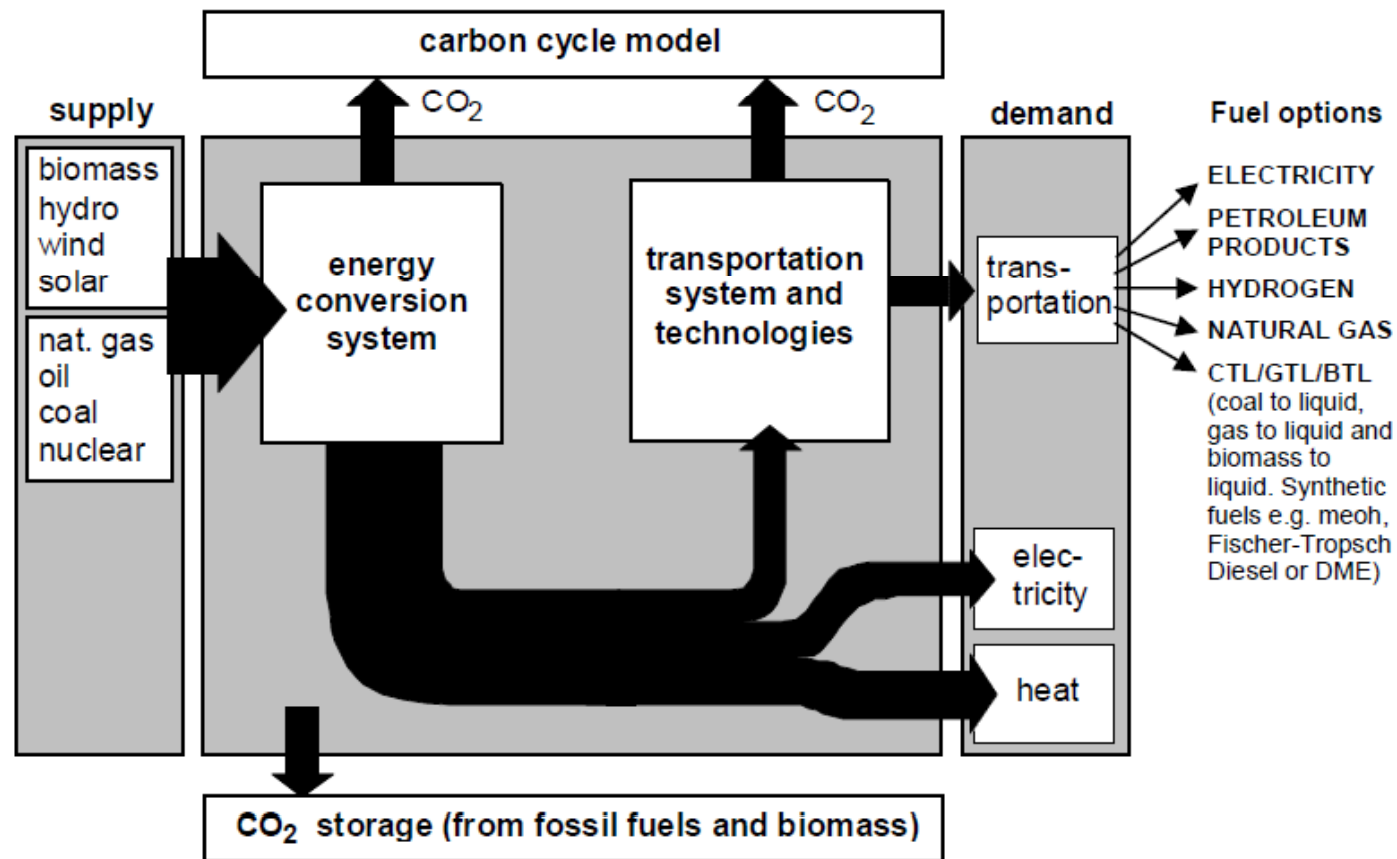 carbon cycle model
CO2
CO2
supply
biomass
hydro
wind
solar
nat. gas
oil
coal
nuclear
energy
conversion
system
transportation
system and
technologies
demand
trans-
portation
elec-
tricity
heat
Fuel options
ELECTRICITY
PETROLEUM
PRODUCTS
HYDROGEN
NATURAL GAS
CTL/GTL/BTL
(coal to liquid,
gas to liquid and
biomass to
liquid. Synthetic
fuels e.g. meoh,
Fischer-Tropsch
Diesel or DME)
CO2 storage (from fossil fuels and biomass)